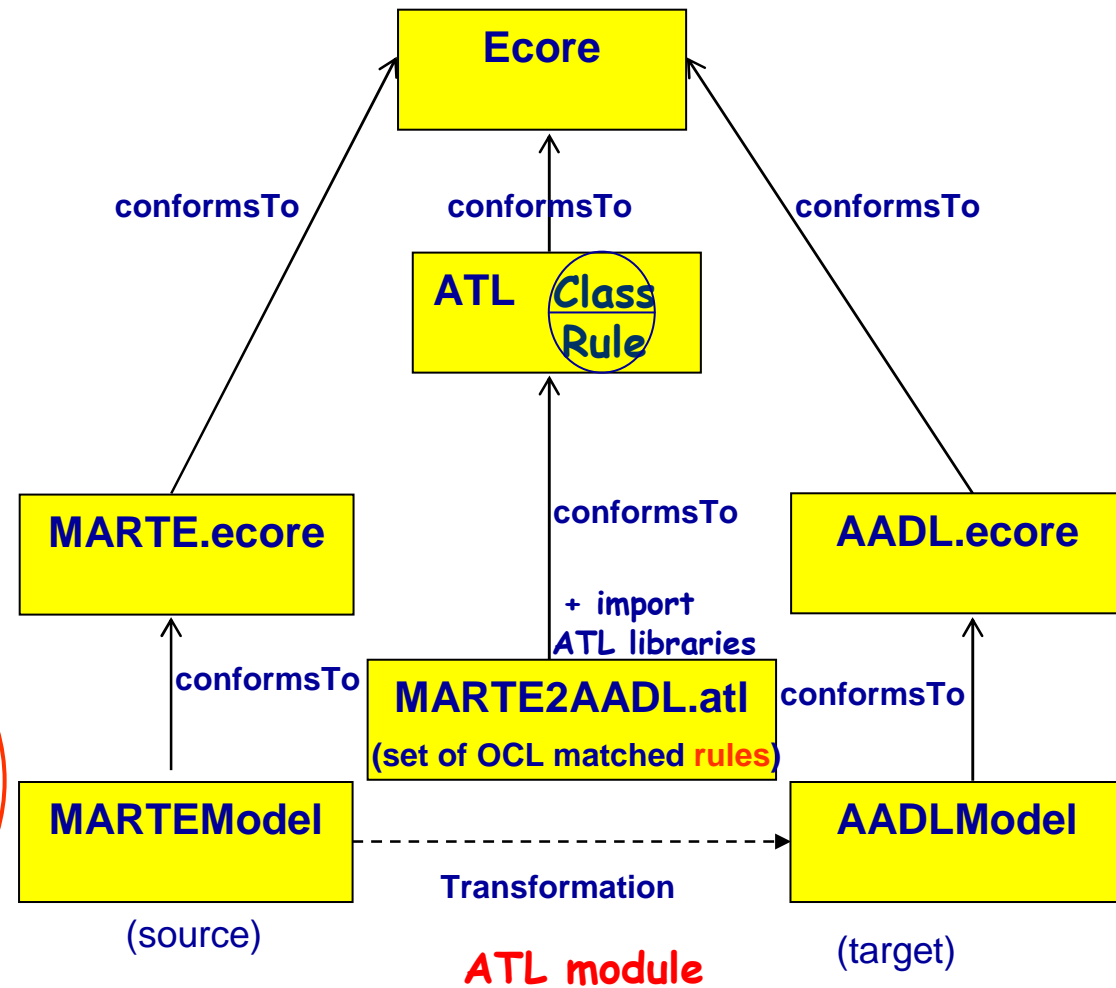 Ecore
conformsTo conformsTo conformsTo
ATL Class
Rule
MARTE.ecore
conformsTo
AADL.ecore
+ import
ATL libraries
conformsTo
MARTE2AADL.atl
(set of OCL matched rules)
conformsTo
MARTEModel
AADLModel
Transformation
(source)
ATL module
(target)